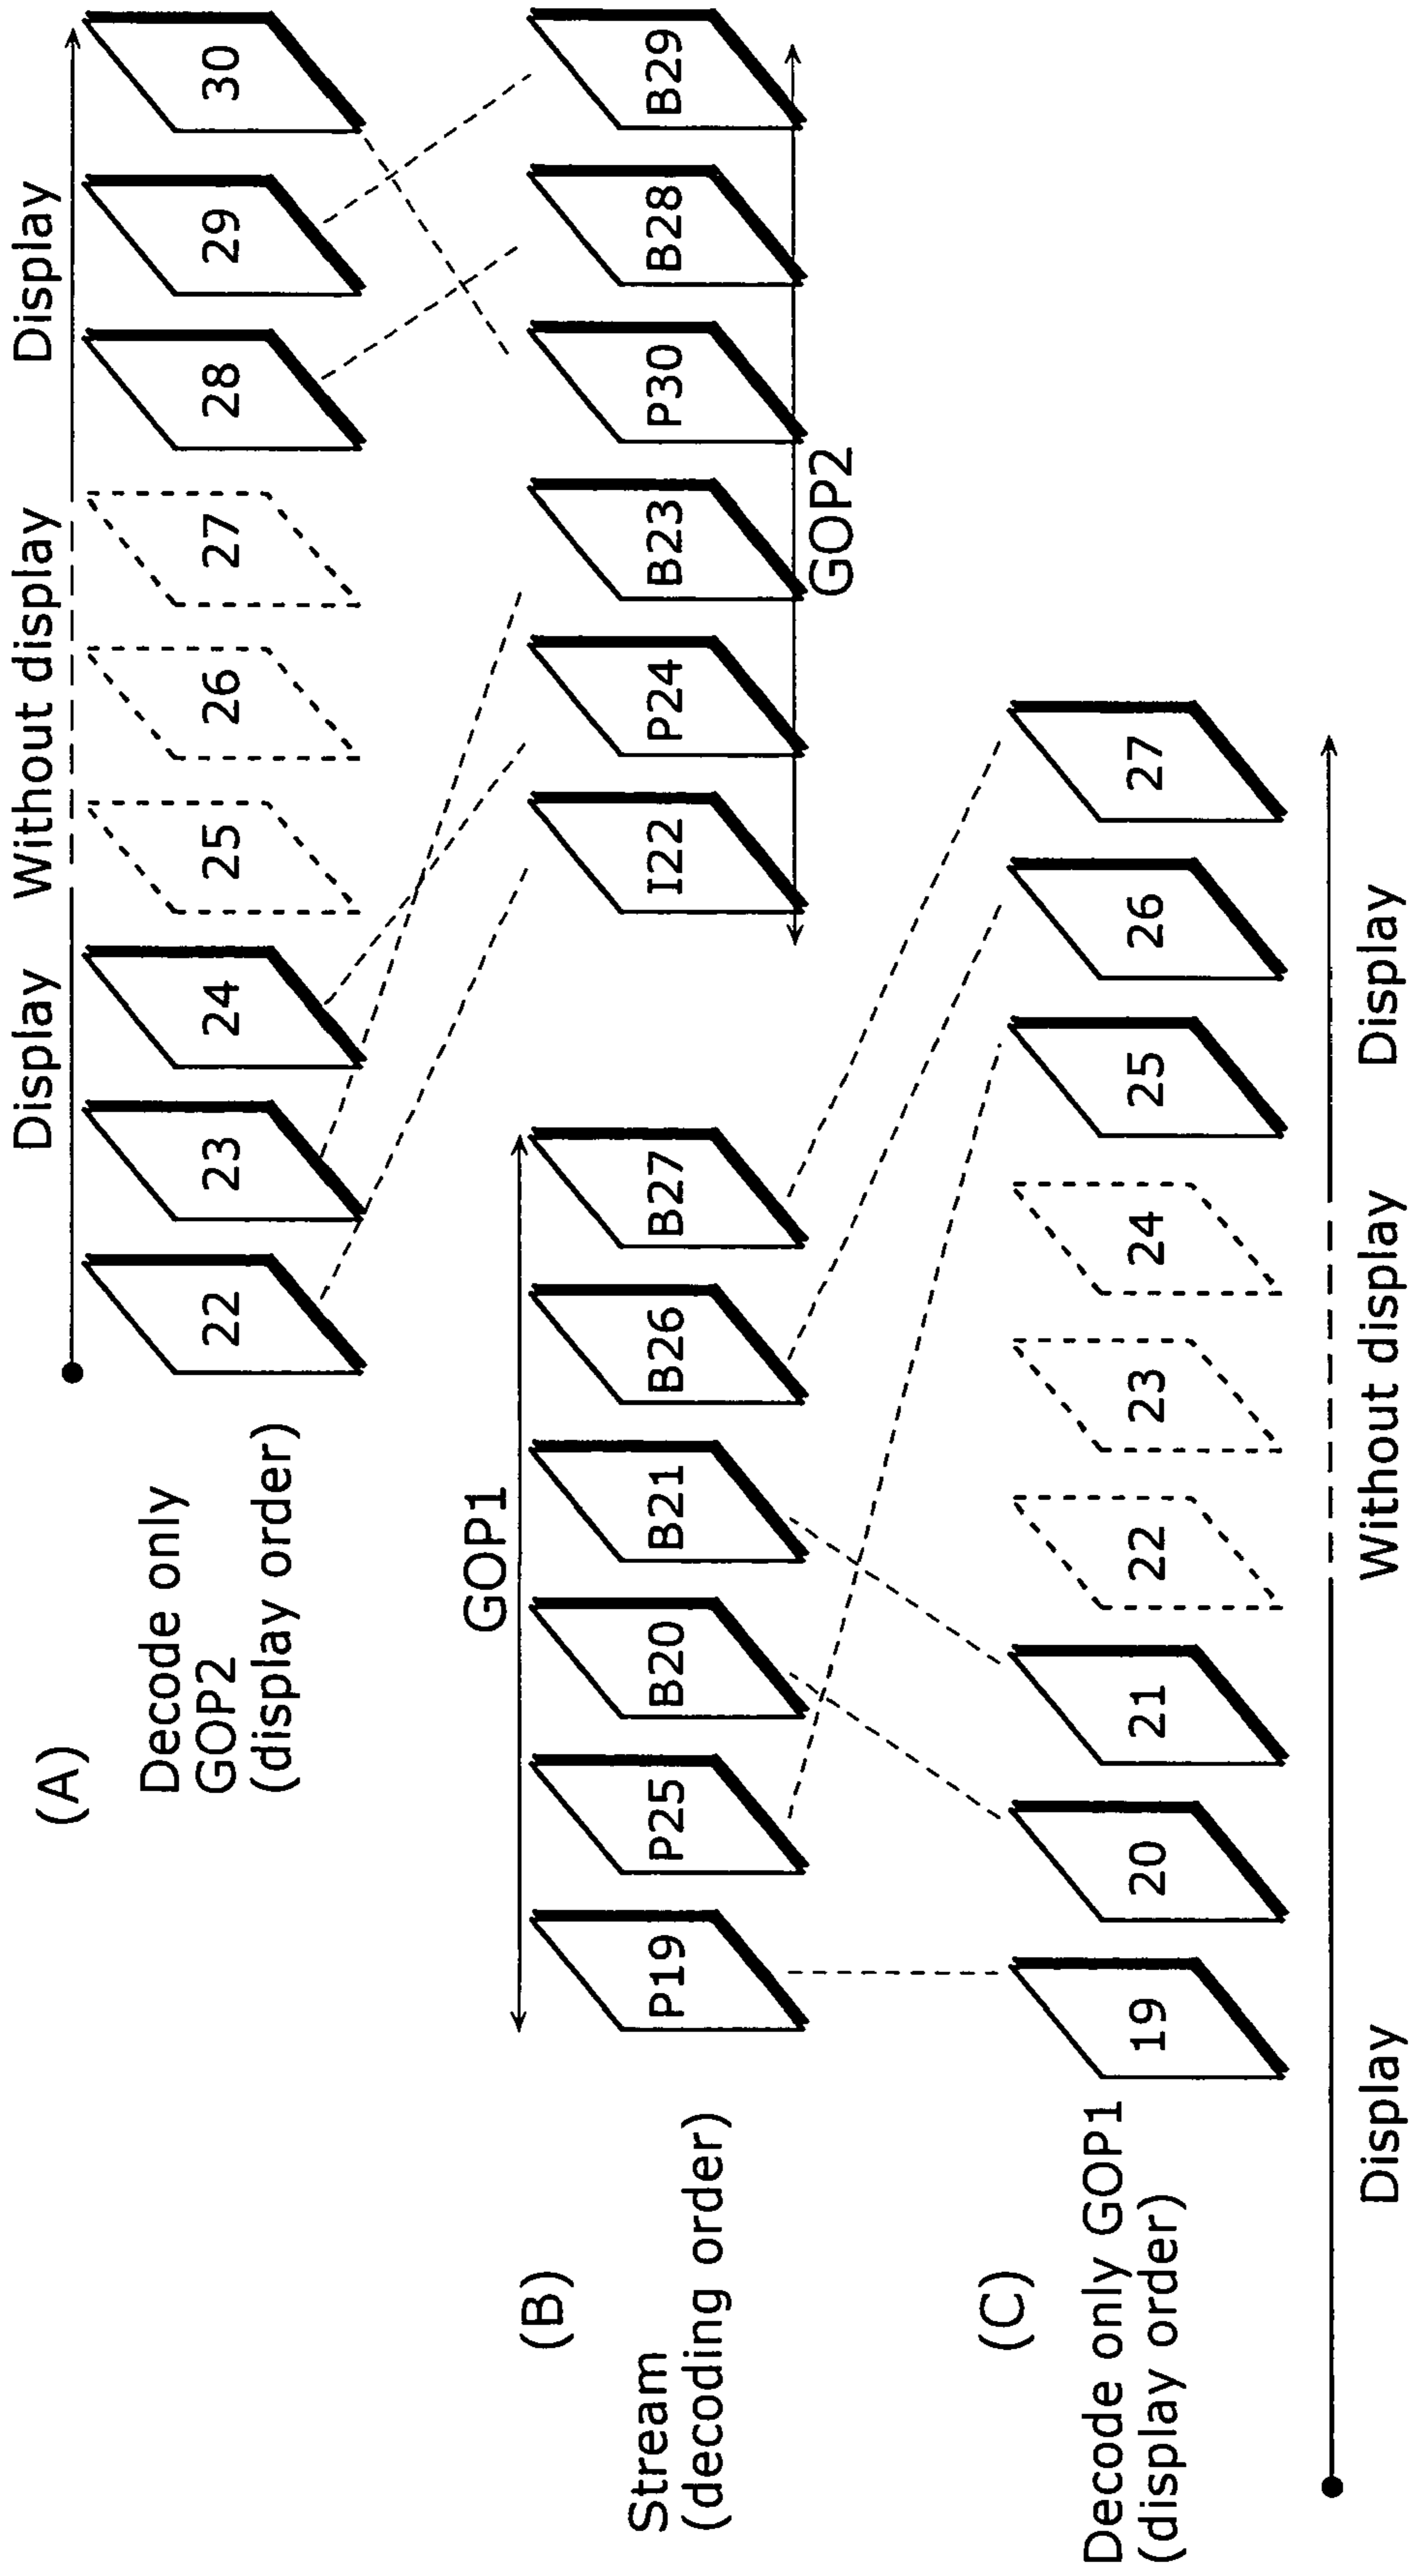 (A)
Display Without display Display
Decode only
GOP2
(display order)
22 23 24 25 26 27 28 29 30
GOP1
(B)
Stream
(decoding order)
P19 P25 B20 B21 B26 B27 I22 P24 B23 P30 B28 B29
GOP2
(C)
Decode only GOP1
(display order)
19 20 21 22 23 24 25 26 27
Display Without display Display